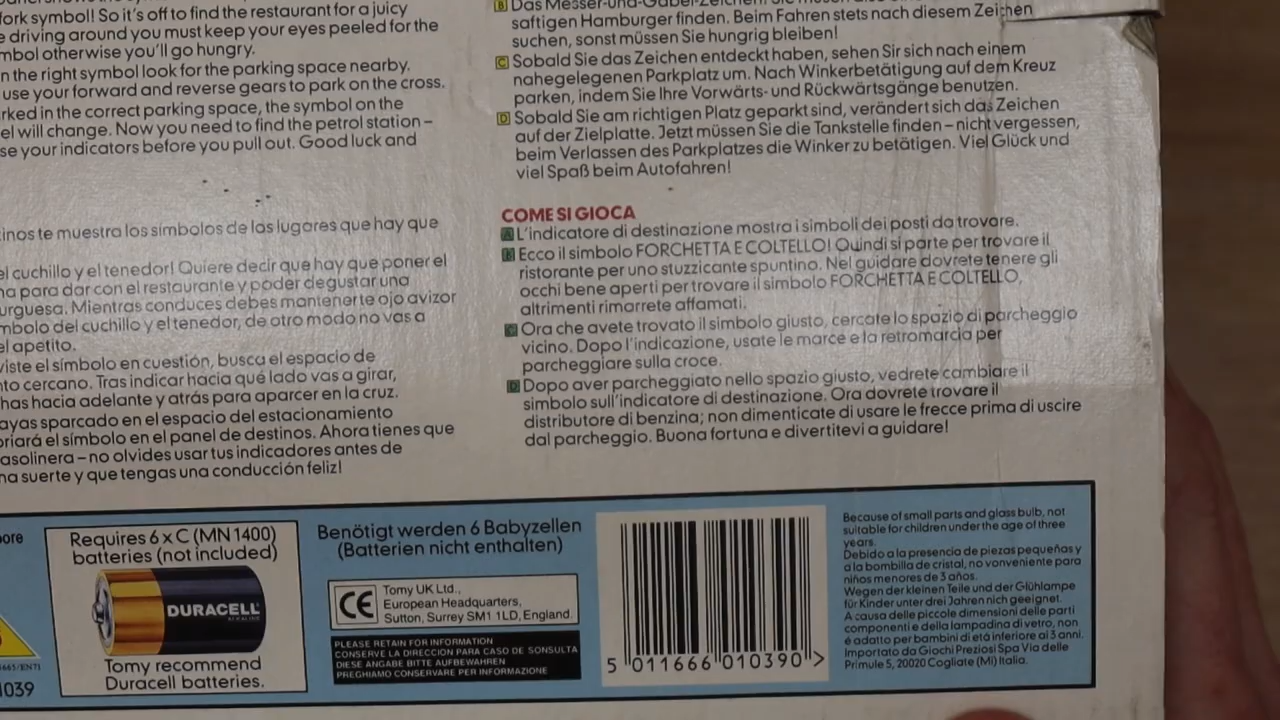 ork symbol! So it's off to find the restaurant for a juicy
e driving around you must keep your eyes peeled for the
mbol otherwise you'll go hungry.
n the right symbol look for the parking space nearby.
use your forward and reverse gears to park on the cross.
rked in the correct parking space, the symbol on the
el will change. Now you need to find the petrol station –
se your indicators before you pull out. Good luck and
inos te muestra los símbolos de las lugares que hay que
el cuchillo y el tenedor! Quiere decir que hay que poner el
na para dar con el restaurante y poder degustar una
urguesa. Mientras conduces debes mantenerte ojo avizor
mbolo del cuchillo y el tenedor, de otro modo no vas a
el apetito.
viste el símbolo en cuestión, busca el espacio de
nto cercano. Tras indicar hacia qué lado vas a girar,
has hacia adelante y atrás para aparcer en la cruz.
ayas sparcado en el espacio del estacionamiento
oriará el símbolo en el panel de destinos. Ahora tienes que
asolinera – no olvides usar tus indicadores antes de
na suerte y que tengas una conducción feliz!
B Das Messer-und-Gabel-Zeichen!
saftigen Hamburger finden. Beim Fahren stets nach diesem Zeichen
suchen, sonst müssen Sie hungrig bleiben!
C Sobald Sie das Zeichen entdeckt haben, sehen Sir sich nach einem
nahegelegenen Parkplatz um. Nach Winkerbetätigung auf dem Kreuz
parken, indem Sie Ihre Vorwärts- und Rückwärtsgänge benutzen.
D Sobald Sie am richtigen Platz geparkt sind, verändert sich das Zeichen
auf der Zielplatte. Jetzt müssen Sie die Tankstelle finden – nicht vergessen,
beim Verlassen des Parkplatzes die Winker zu betätigen. Viel Glück und
viel Spaß beim Autofahren!
COME SI GIOCA
A L'indicatore di destinazione mostra i simboli dei posti da trovare.
B Ecco il simbolo FORCHETTA E COLTELLO! Quindi si parte per trovare il
ristorante per uno stuzzicante spuntino. Nel guidare dovrete tenere gli
occhi bene aperti per trovare il simbolo FORCHETTA E COLTELLO,
altrimenti rimarrete affamati.
C Ora che avete trovato il simbolo giusto, cercate lo spazio di parcheggio
vicino. Dopo l'indicazione, usate le marce e la retromarcia per
parcheggiare sulla croce.
D Dopo aver parcheggiato nello spazio giusto, vedrete cambiare il
simbolo sull'indicatore di destinazione. Ora dovrete trovare il
distributore di benzina; non dimenticate di usare le frecce prima di uscire
dal parcheggio. Buona fortuna e divertitevi a guidare!
ore
1039
Requires 6 x C (MN 1400)
batteries (not included)
DURACELL
ALKALINE
Tomy recommend
Duracell batteries.
Benötigt werden 6 Babyzellen
(Batterien nicht enthalten)
CE
Tomy UK Ltd.,
European Headquarters,
Sutton, Surrey SM1 1LD, England.
PLEASE RETAIN FOR INFORMATION
CONSERVE LA DIRECCION PARA CASO DE SONSULTA
DIESE ANGABE BITTE AUFBEWAHREN
PREGHIAMO CONSERVARE PER INFORMAZIONE
5 011666 010390 >
Because of small parts and glass bulb, not
suitable for children under the age of three
years.
Debido a la presencia de piezas pequeñas y
a la bombilla de cristal, no vonveniente para
niños menores de 3 años.
Wegen der kleinen Teile und der Glühlampe
für Kinder unter drei Jahren nich geeignet.
A causa delle piccole dimensioni delle parti
componenti e della lampadina di vetro, non
é adatto per bambini di etá inferiore ai 3 anni.
Importato da Giochi Preziosi Spa Via delle
Primule 5, 20020 Cogliate (Mi) Italia.